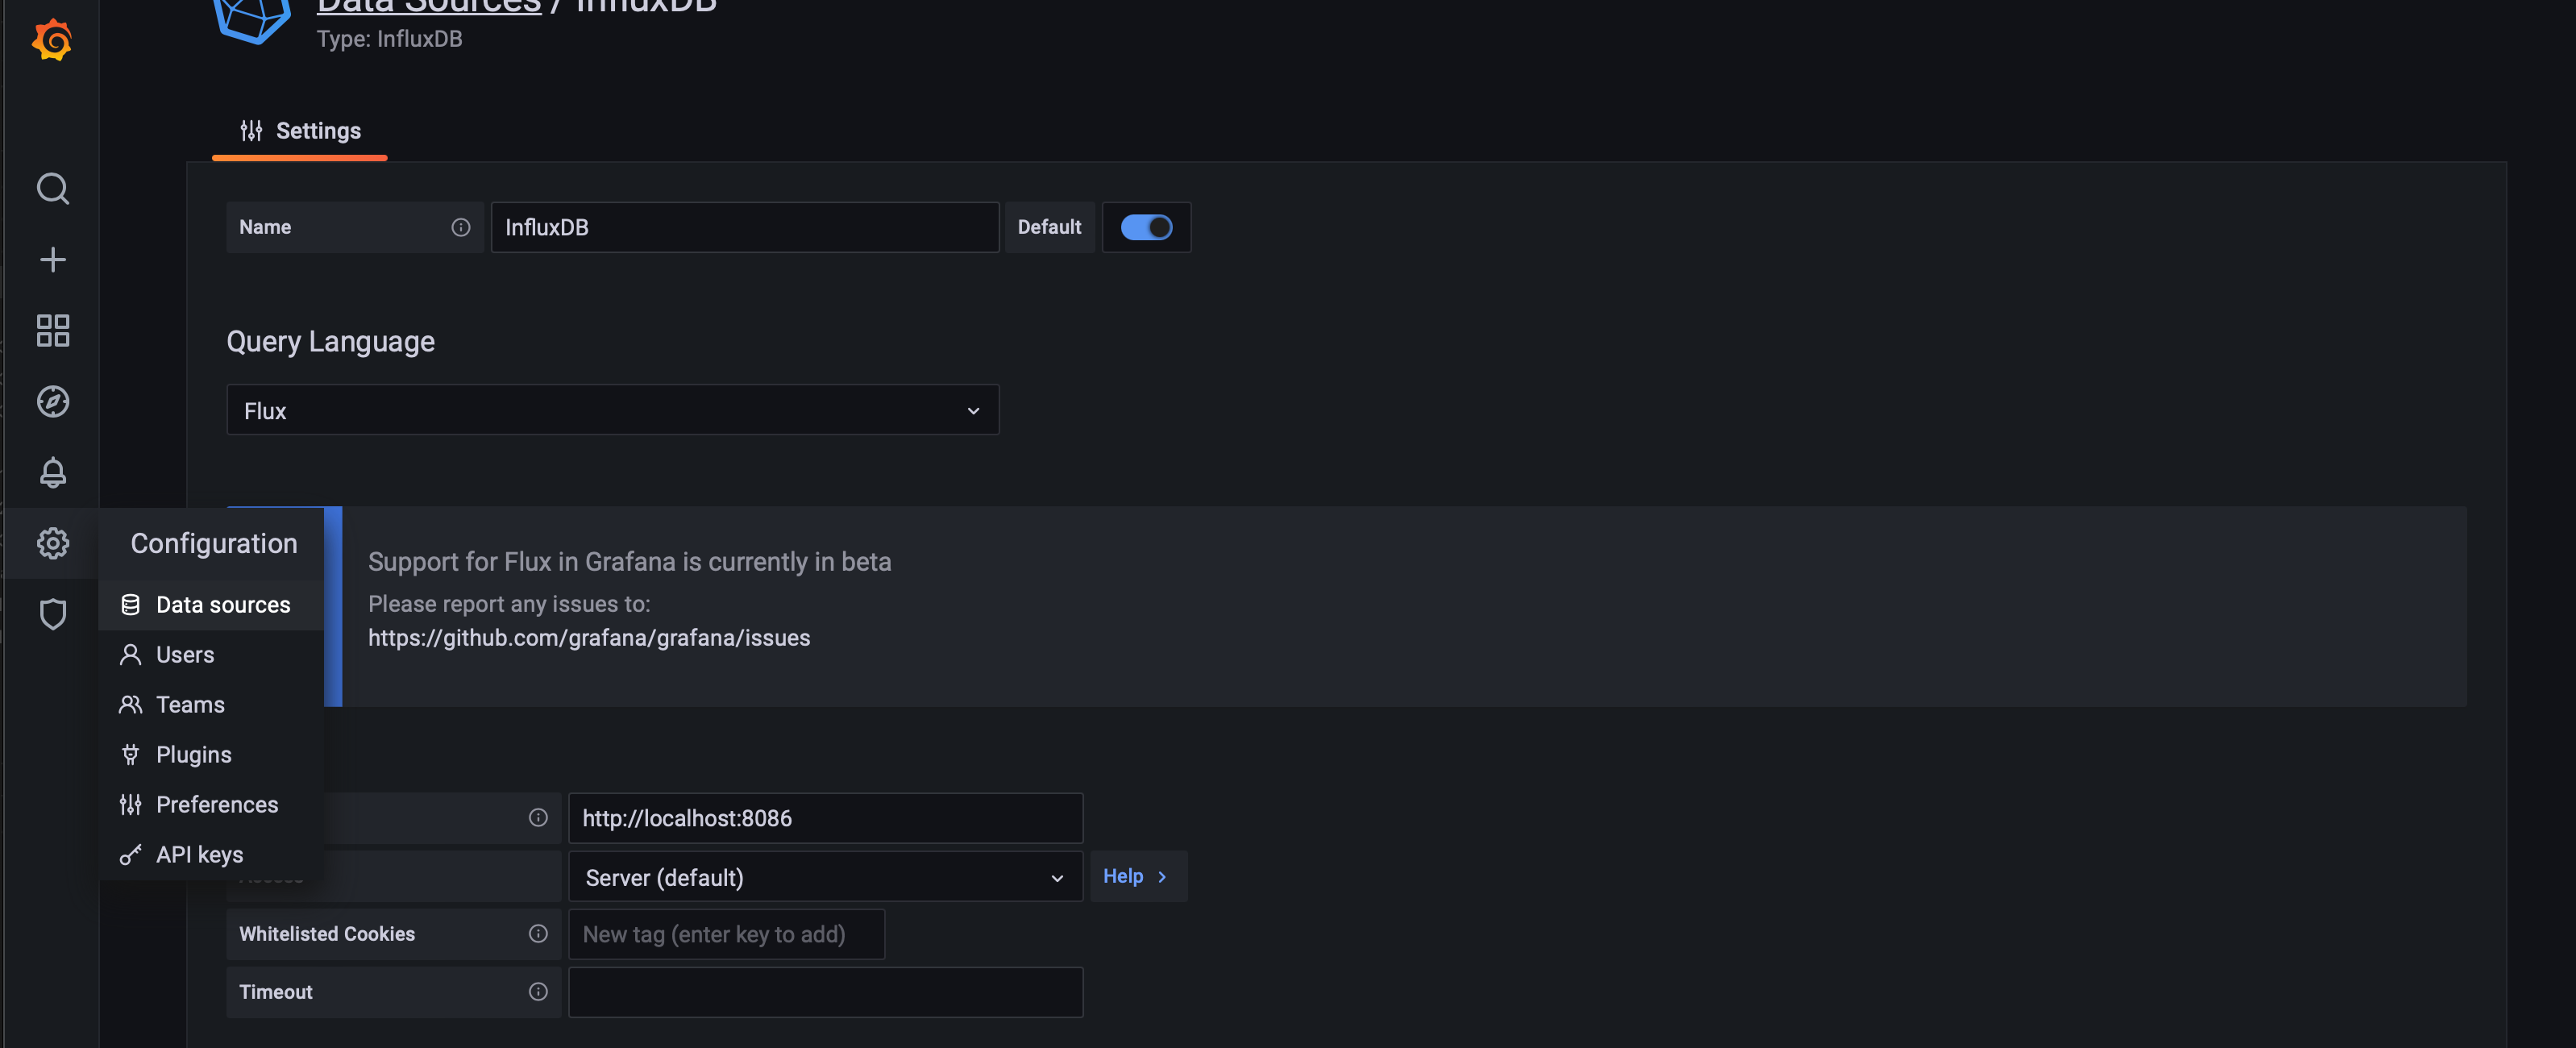 Data Sources / InfluxDB
Type: InfluxDB
Settings
Name InfluxDB Default
Query Language
Flux
Configuration
Data sources
Users
Teams
Plugins
Preferences
API keys
Support for Flux in Grafana is currently in beta
Please report any issues to:
https://github.com/grafana/grafana/issues
http://localhost:8086
Server (default) Help
Whitelisted Cookies New tag (enter key to add)
Timeout